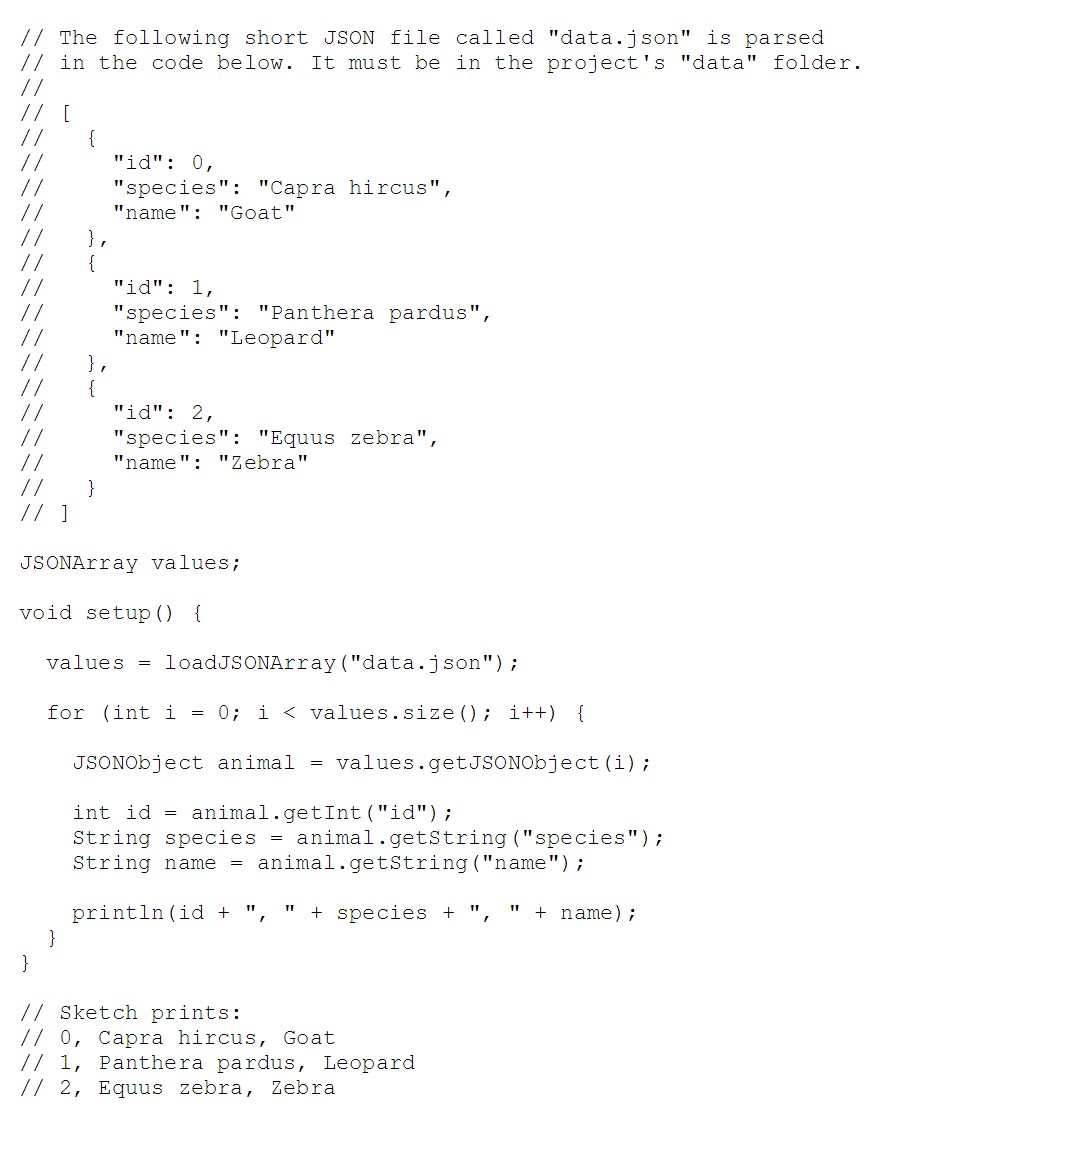 // The following short JSON file called "data.json" is parsed
// in the code below. It must be in the project's "data" folder.
//
// [
//   {
//     "id": 0,
//     "species": "Capra hircus",
//     "name": "Goat"
//   },
//   {
//     "id": 1,
//     "species": "Panthera pardus",
//     "name": "Leopard"
//   },
//   {
//     "id": 2,
//     "species": "Equus zebra",
//     "name": "Zebra"
//   }
// ]

JSONArray values;

void setup() {

  values = loadJSONArray("data.json");

  for (int i = 0; i < values.size(); i++) {

    JSONObject animal = values.getJSONObject(i);

    int id = animal.getInt("id");
    String species = animal.getString("species");
    String name = animal.getString("name");

    println(id + ", " + species + ", " + name);
  }
}

// Sketch prints:
// 0, Capra hircus, Goat
// 1, Panthera pardus, Leopard
// 2, Equus zebra, Zebra